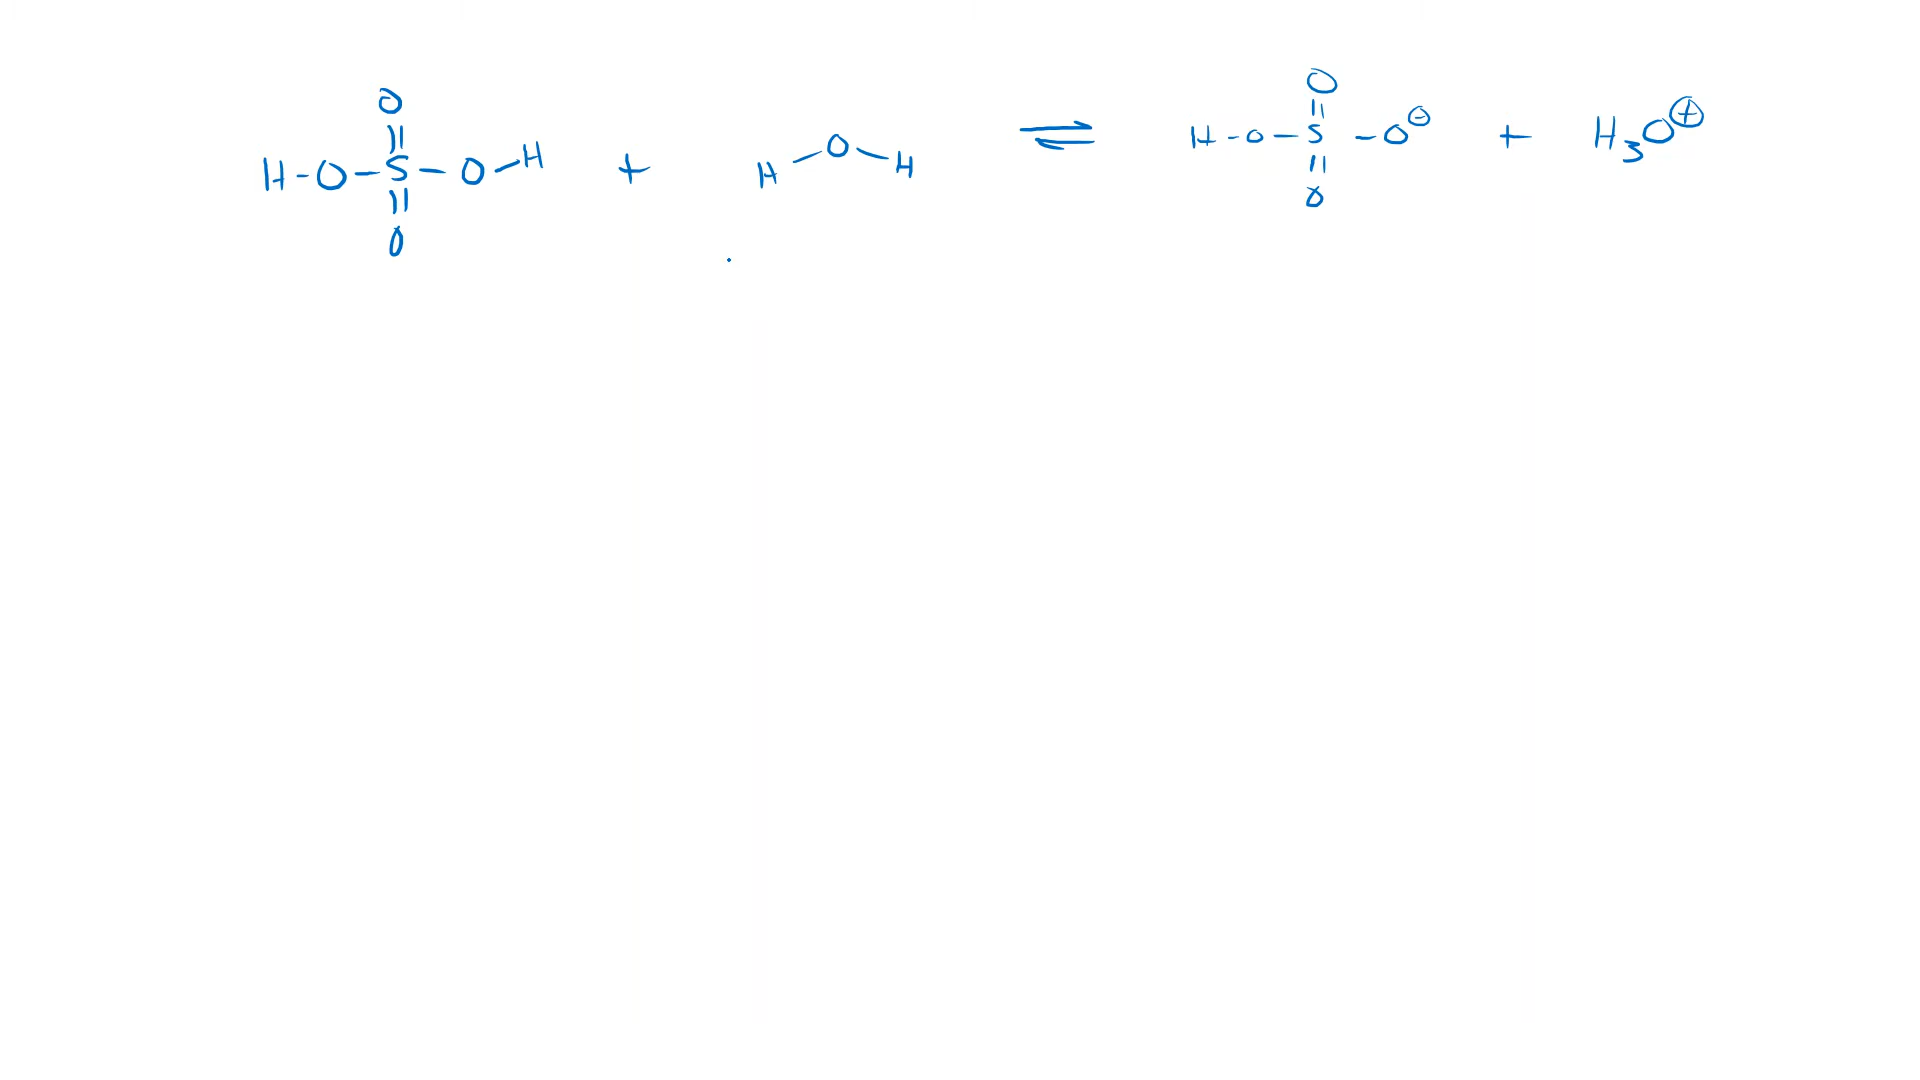 O O
|| ||
H-O-S-O-H + H-O-H ⇌ H-O-S-O⊖ + H3O⊕
|| ||
O O